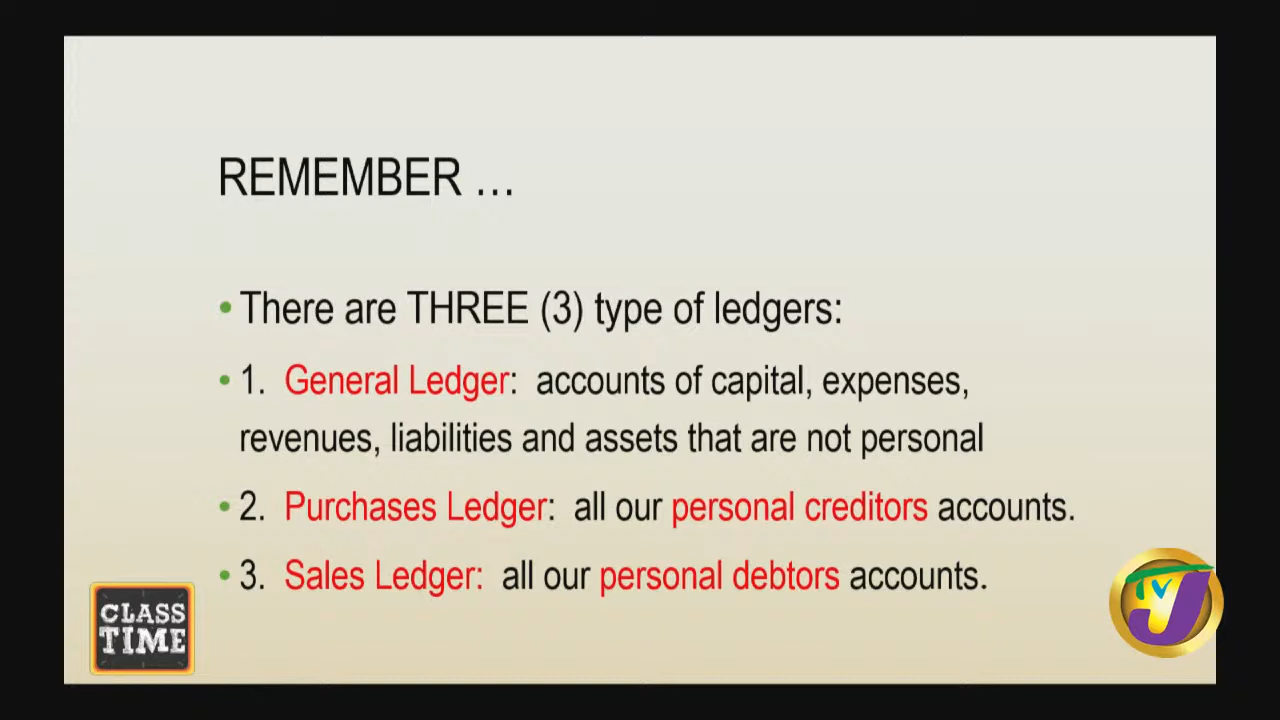 REMEMBER …
• There are THREE (3) type of ledgers:
• 1. General Ledger: accounts of capital, expenses,
revenues, liabilities and assets that are not personal
• 2. Purchases Ledger: all our personal creditors accounts.
• 3. Sales Ledger: all our personal debtors accounts.
CLASS
TIME
TVJ